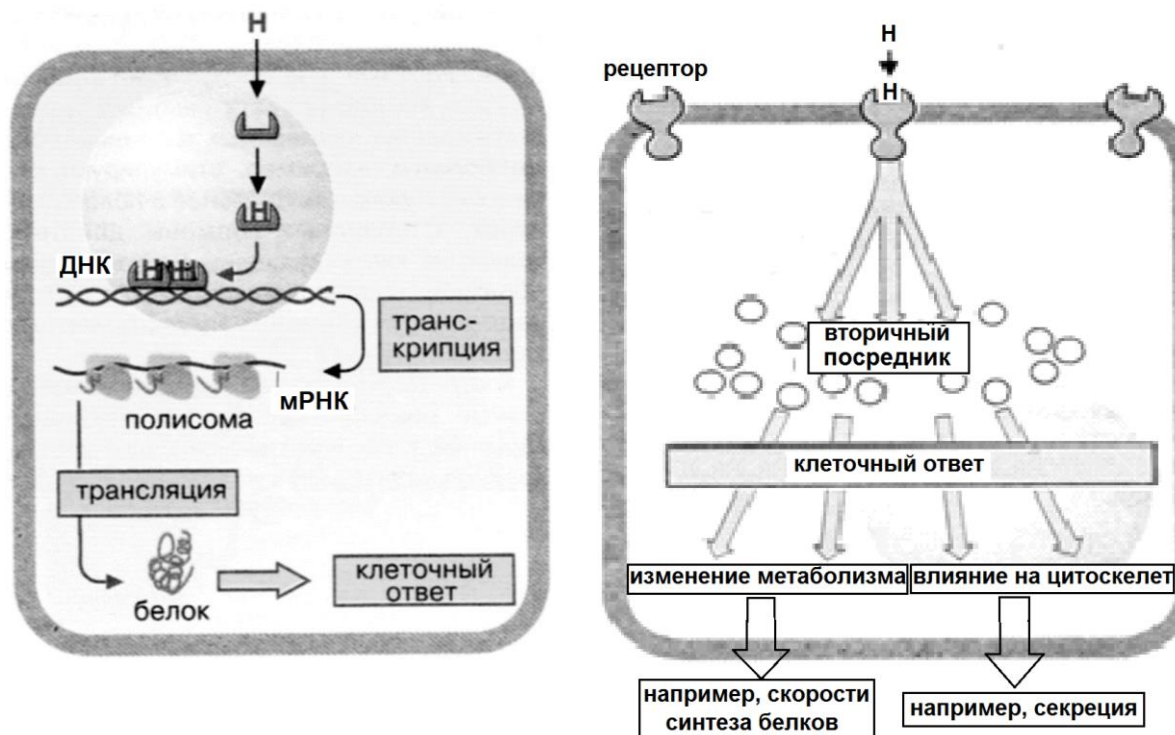 Н
Н
ДНК
НН
транс-
крипция
мРНК
полисома
трансляция
белок
клеточный
ответ
Н
рецептор
Н
вторичный
посредник
клеточный ответ
изменение метаболизма
влияние на цитоскелет
например, скорости
синтеза белков
например, секреция